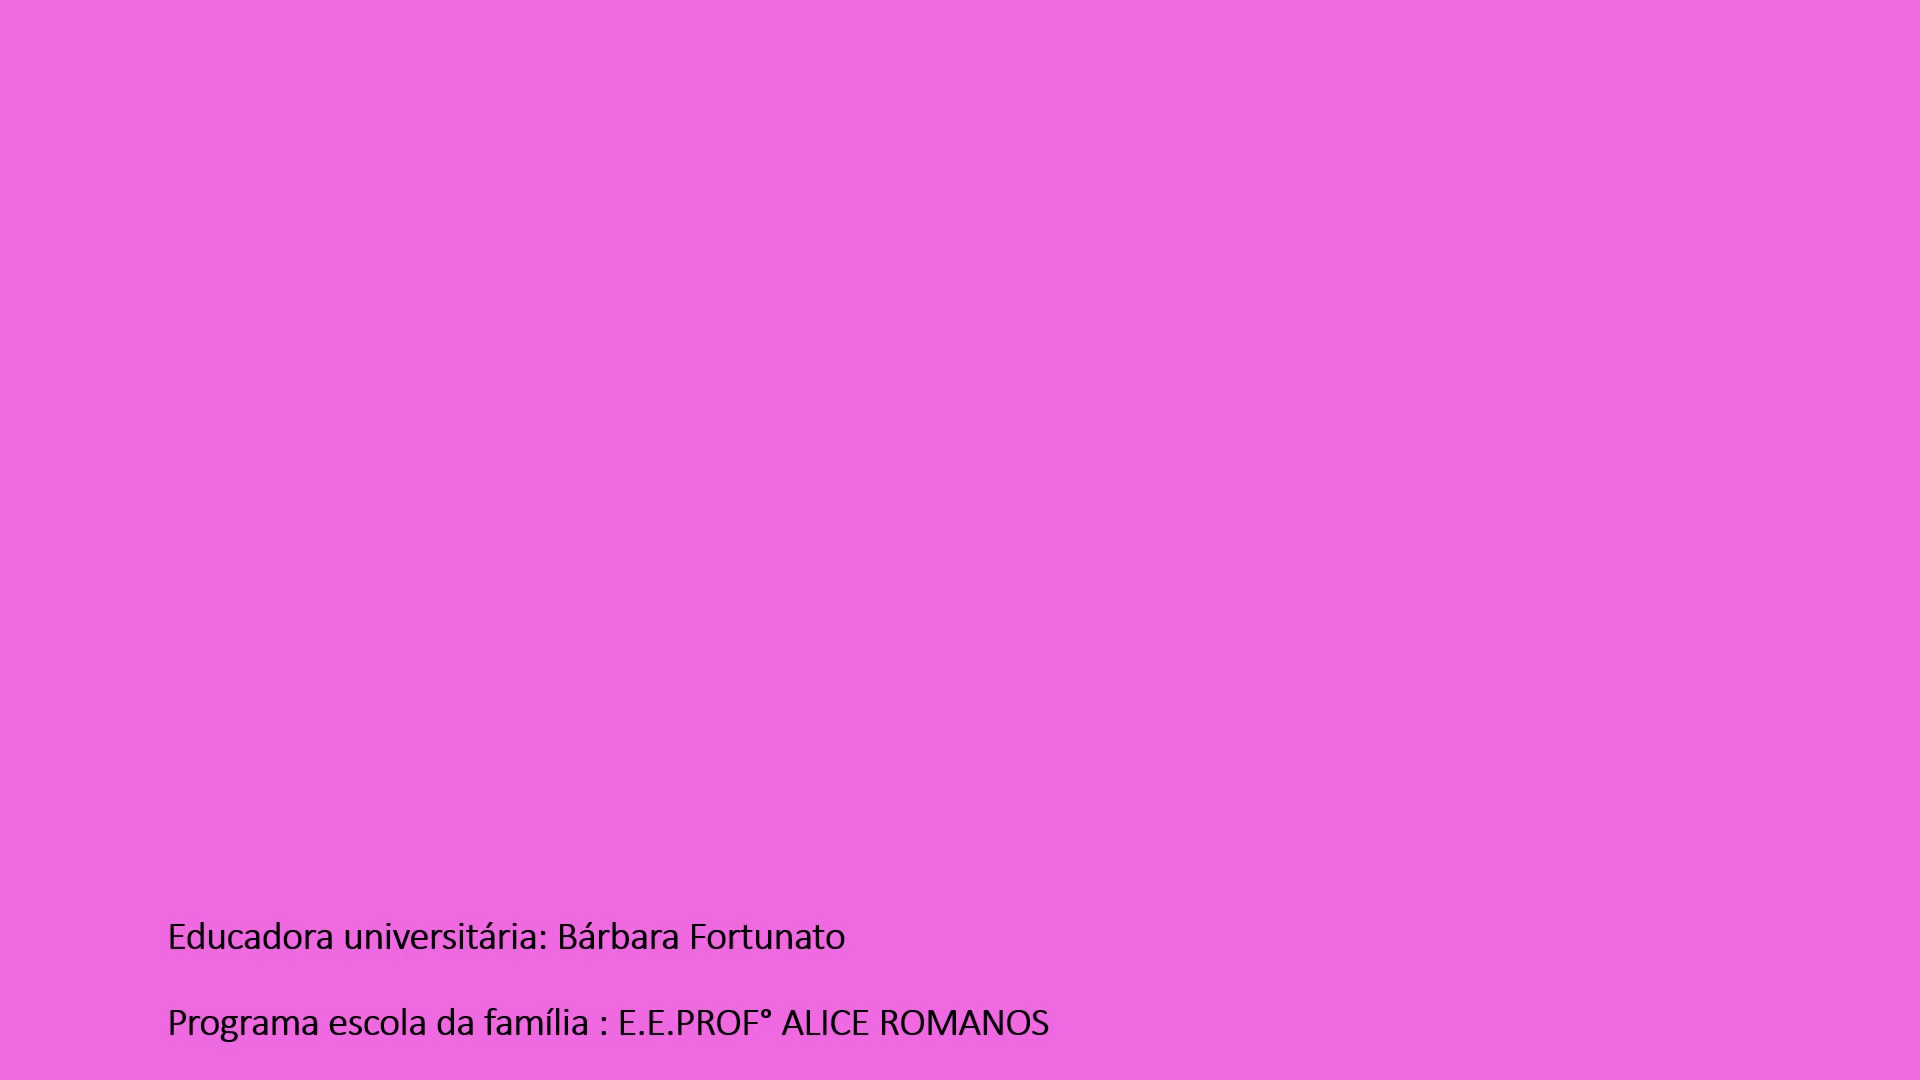 Educadora universitária: Bárbara Fortunato
Programa escola da família : E.E.PROF° ALICE ROMANOS